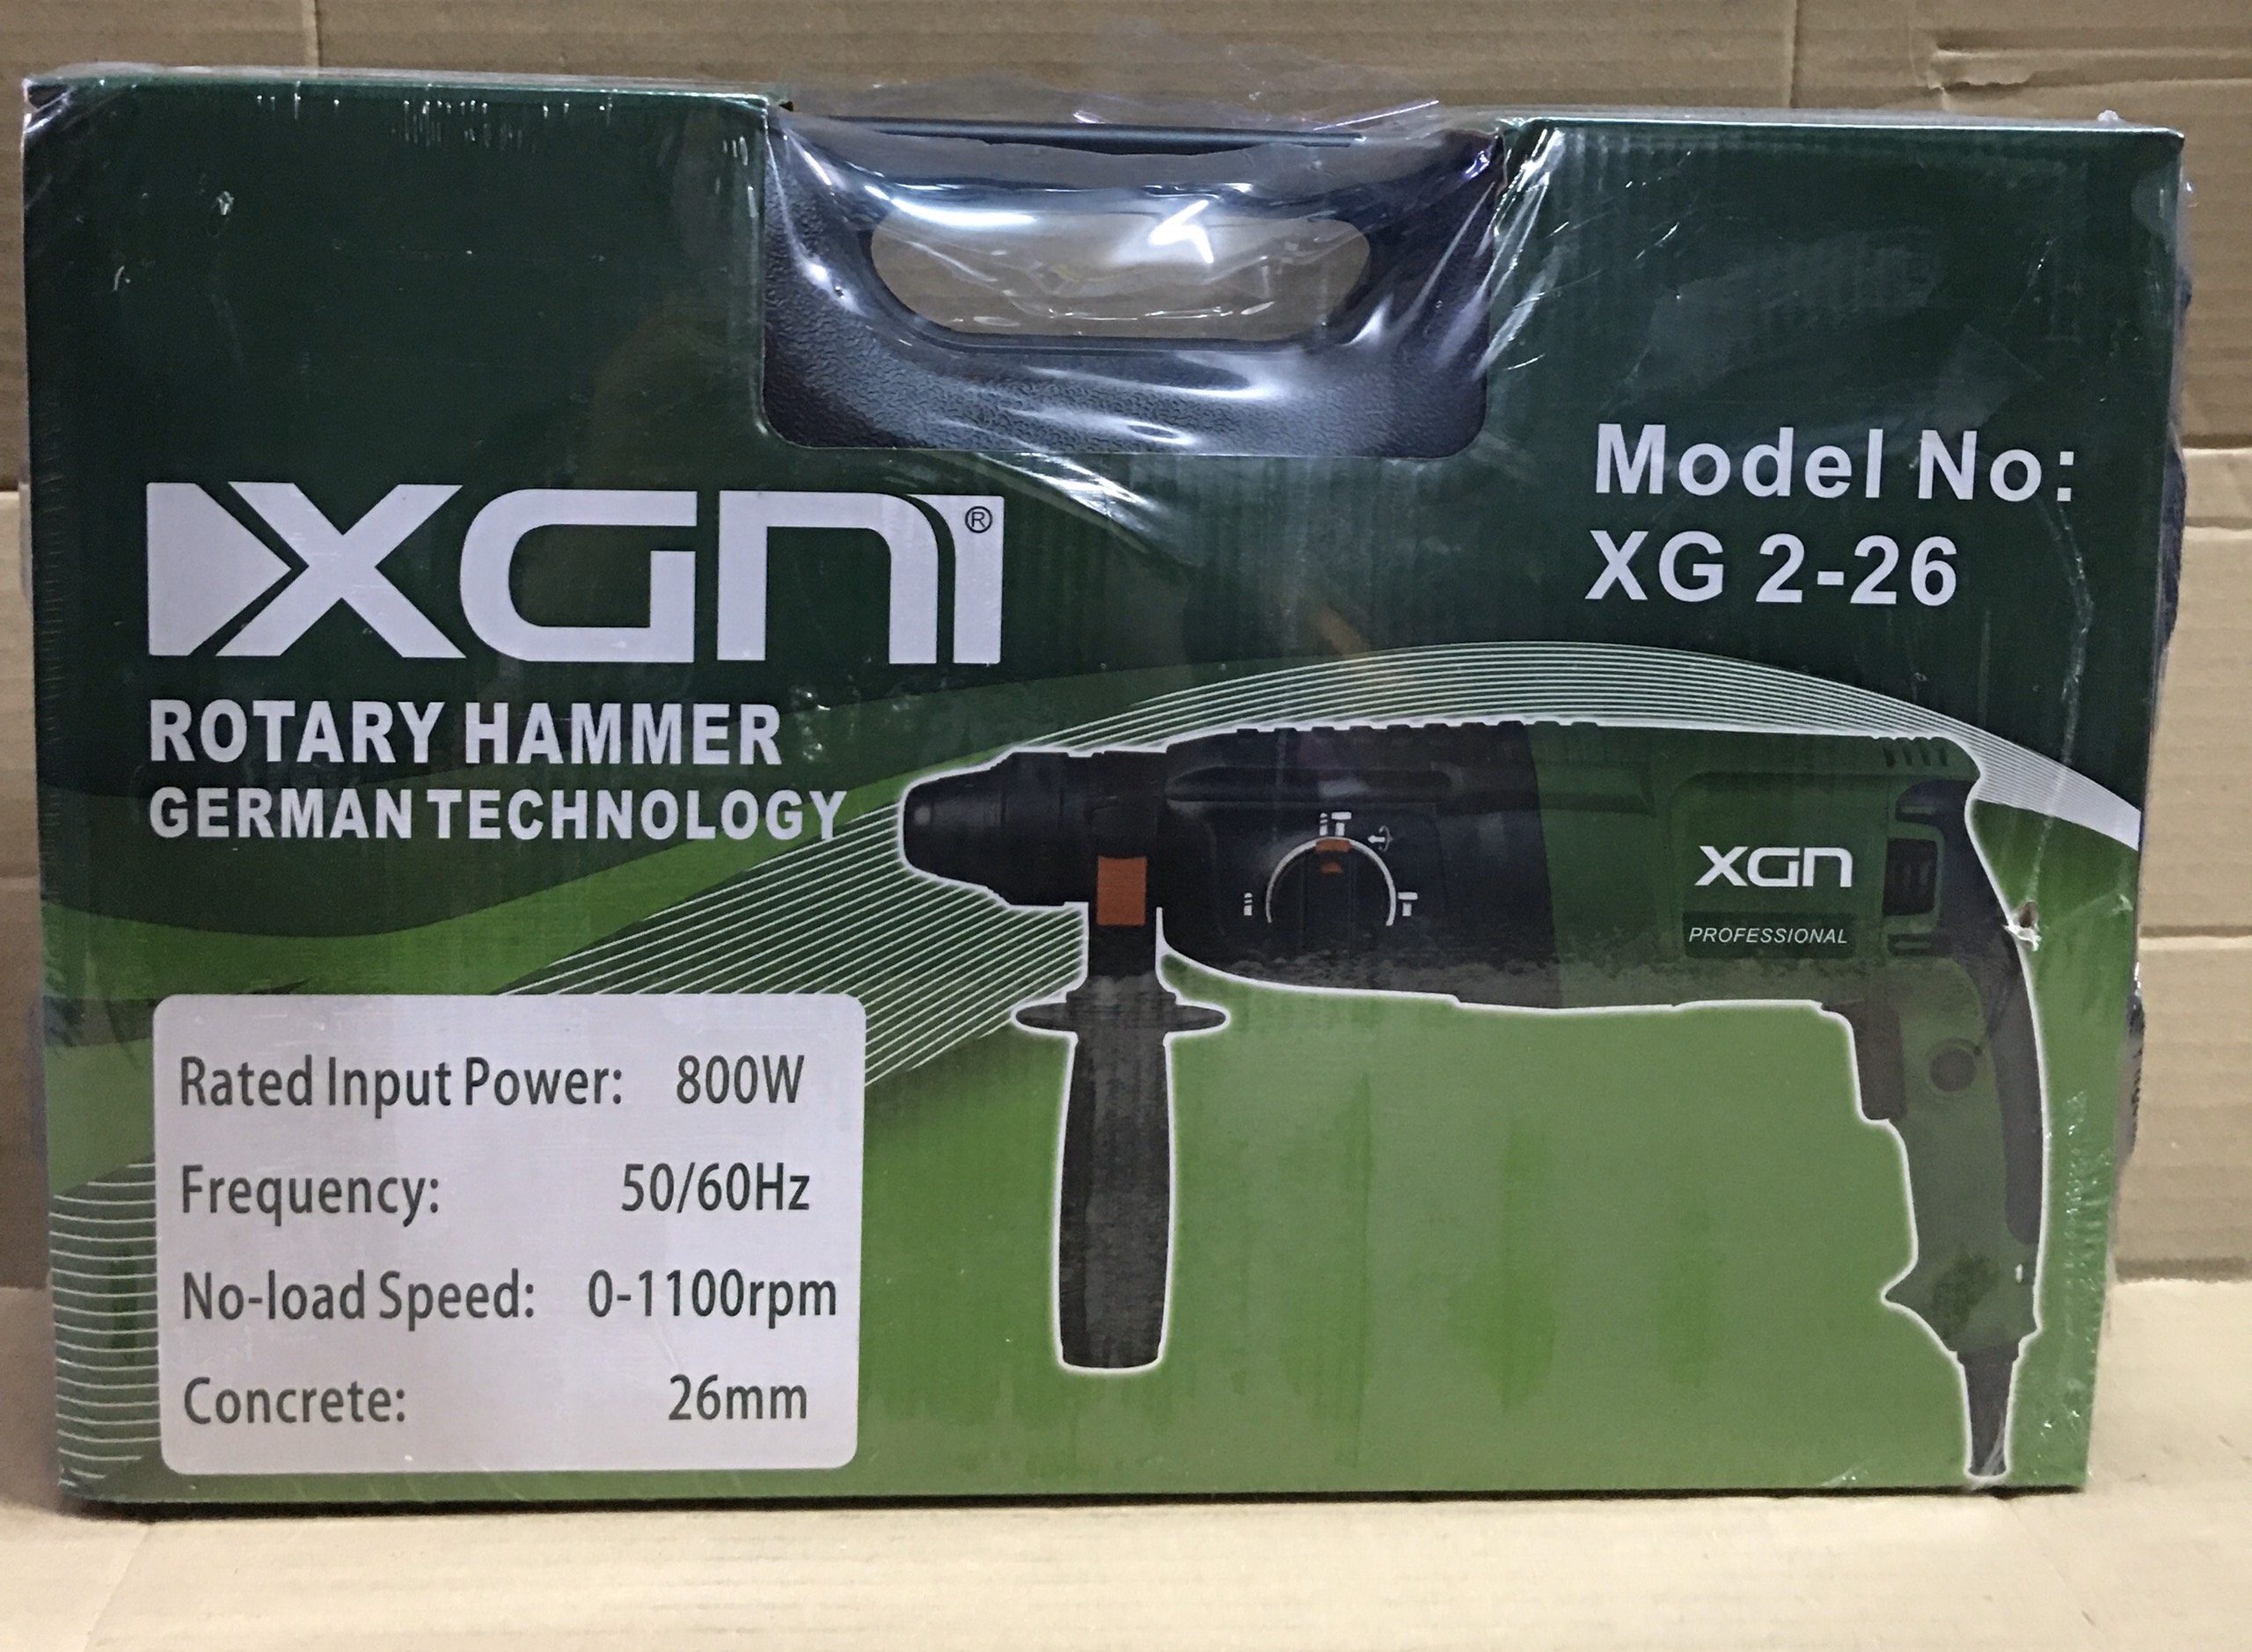 XGN®
Model No:
XG 2-26
ROTARY HAMMER
GERMAN TECHNOLOGY
XGN
PROFESSIONAL
Rated Input Power: 800W
Frequency: 50/60Hz
No-load Speed: 0-1100rpm
Concrete: 26mm